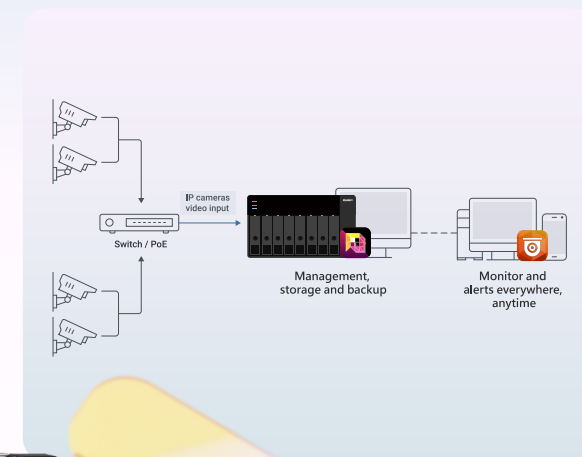 IP cameras
video input
Switch / PoE
Management,
storage and backup
Monitor and
alerts everywhere,
anytime